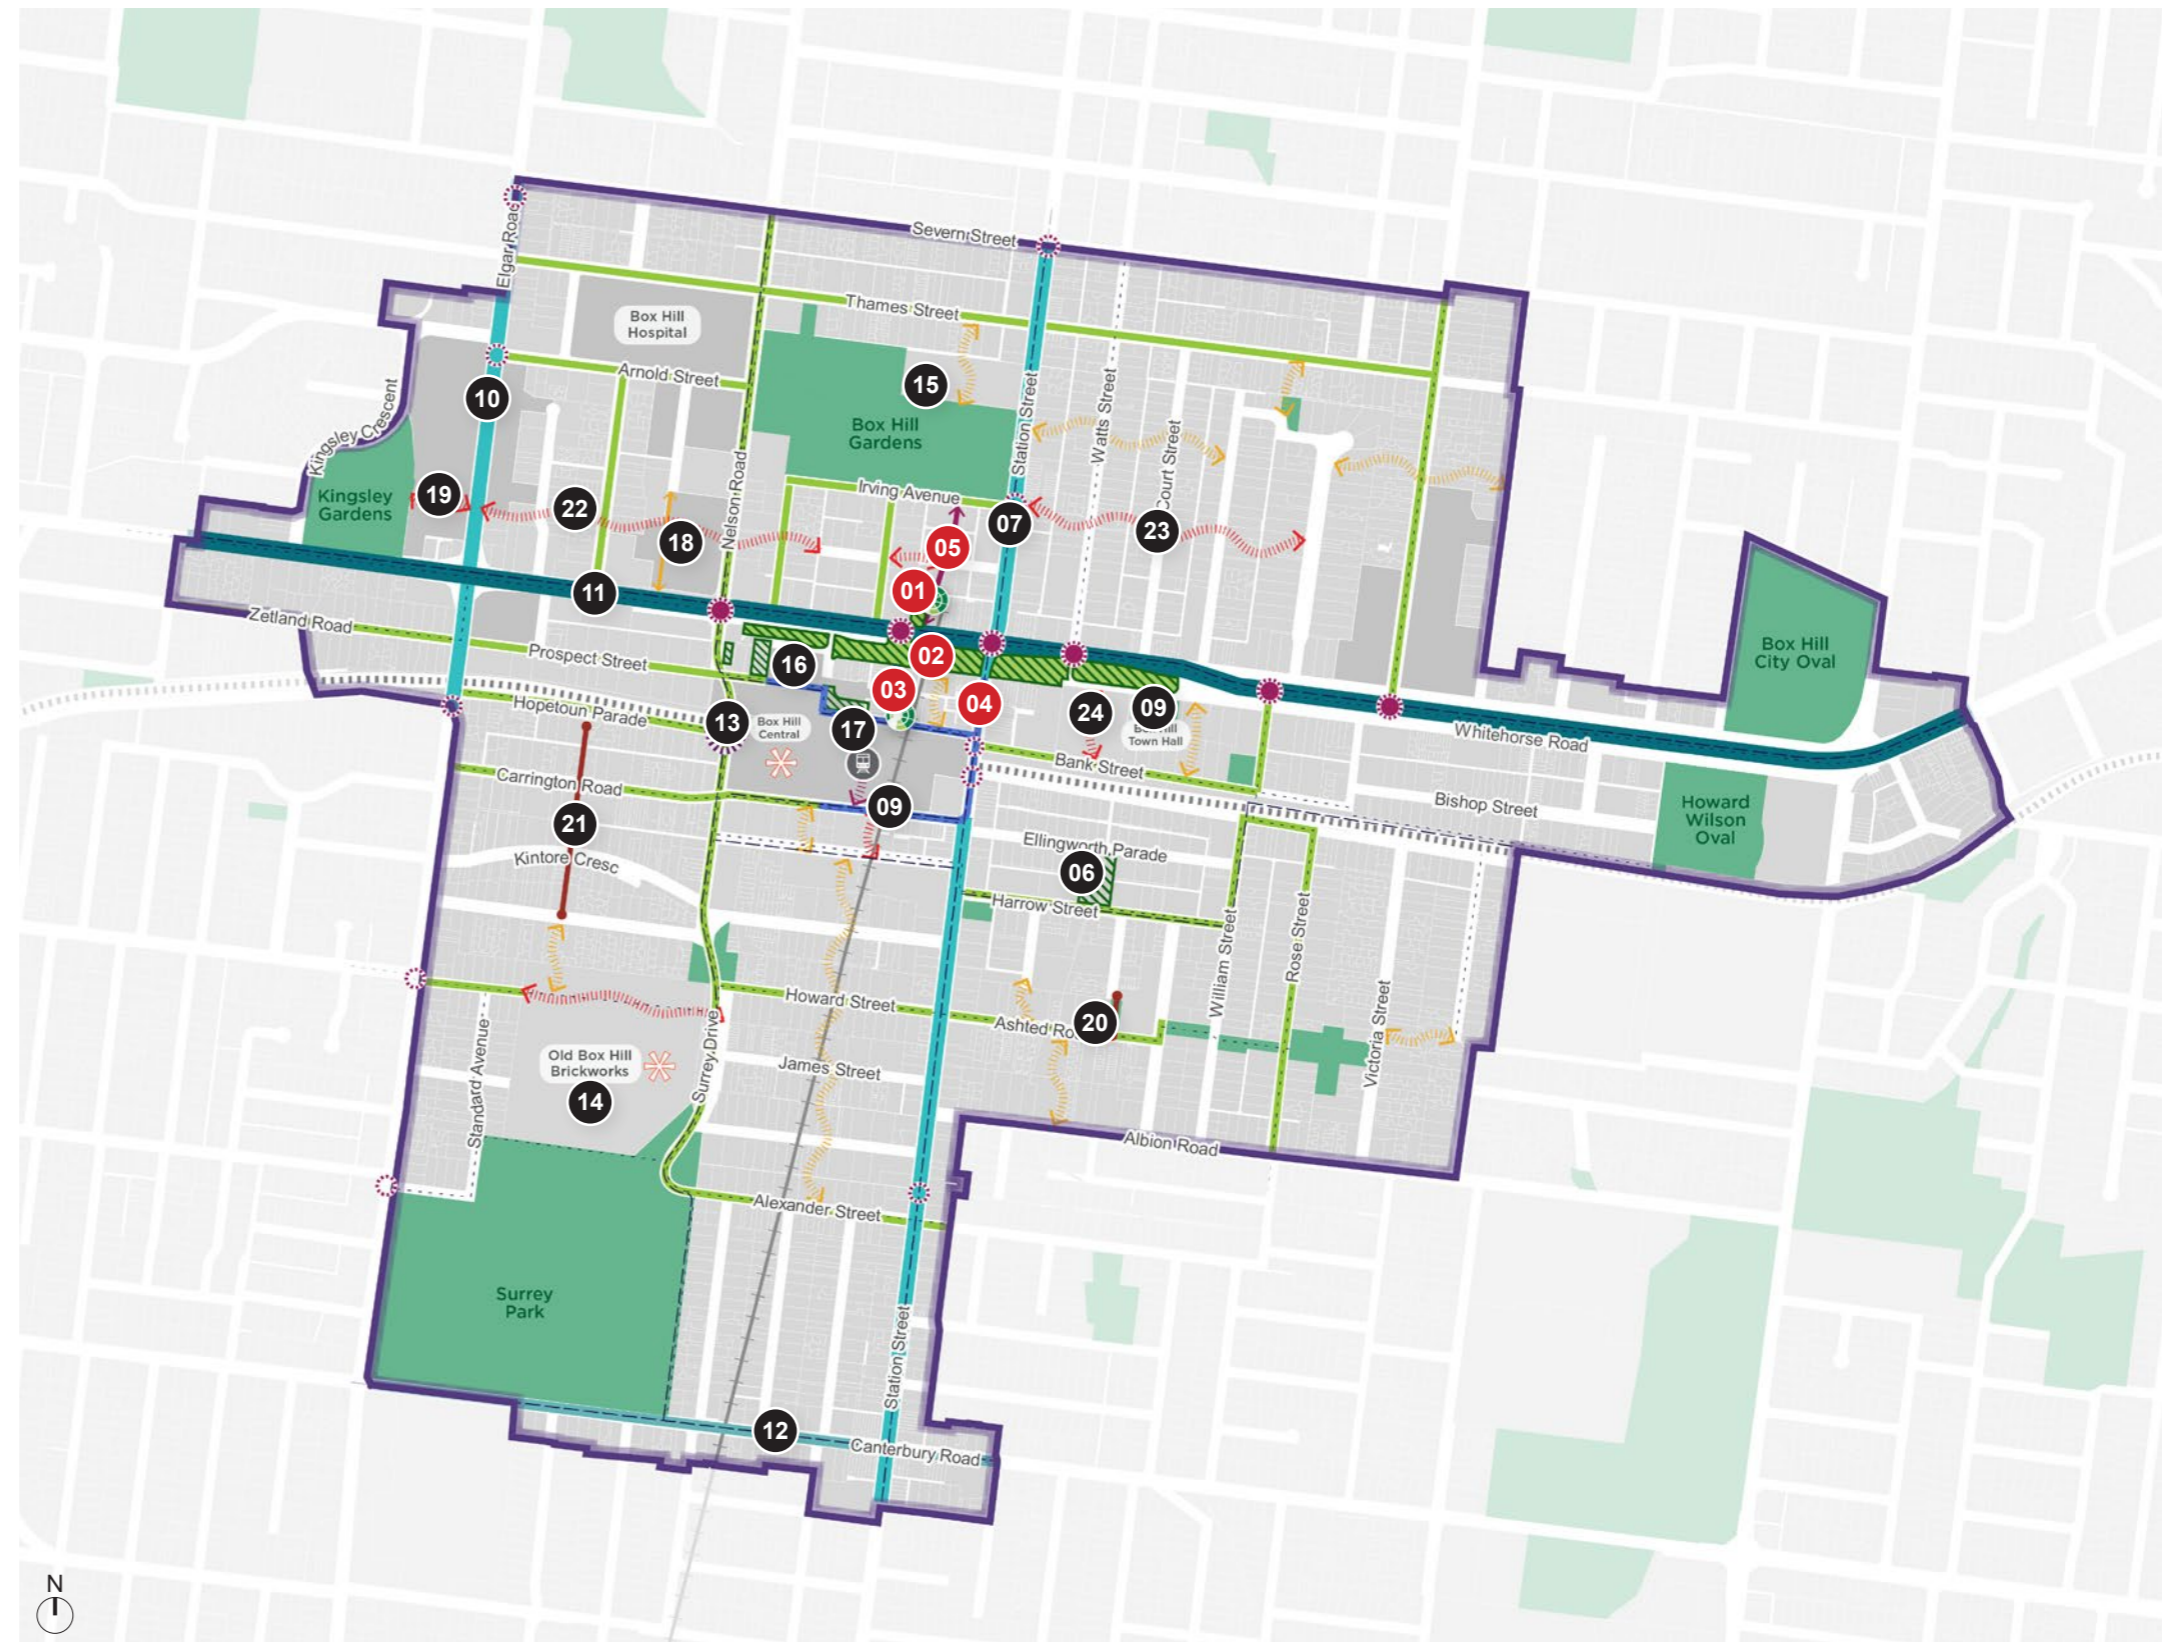 Severn Street
Elgar Road
Thames Street
Box Hill
Hospital
Arnold Street
15
10
Box Hill
Gardens
Station Street
Watts Street
Court Street
Kingsley Crescent
Kingsley
Gardens
19
22
18
Nelson Road
Irving Avenue
07
23
05
01
11
Zetland Road
Prospect Street
16
02
03
04
Box Hill
City Oval
Hopetoun Parade
13
Box Hill
Central
17
24
09
Box Hill
Town Hall
Whitehorse Road
Bank Street
Carrington Road
09
Bishop Street
Howard
Wilson
Oval
21
Kintore Cresc
Ellingworth Parade
06
Harrow Street
William Street
Rose Street
Victoria Street
Howard Street
Ashted Ro
20
Standard Avenue
Old Box Hill
Brickworks
14
Surrey Drive
James Street
Albion Road
Alexander Street
Surrey
Park
Station Street
12
Canterbury Road
N